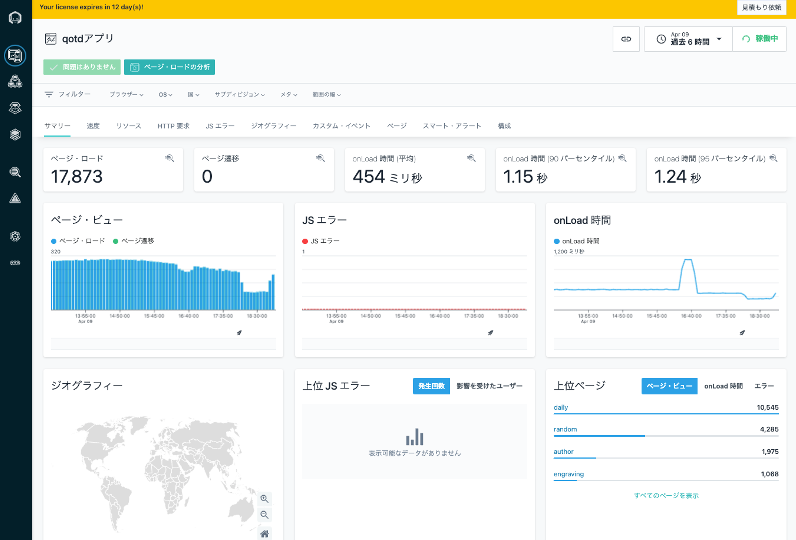 Your license expires in 12 day(s)!
見積もり依頼
qotdアプリ
Apr 09
過去 6 時間
稼働中
問題はありません
ページ・ロードの分析
フィルター
ブラウザー
OS
国
サブディビジョン
メタ
範囲の幅
サマリー
速度
リソース
HTTP 要求
JS エラー
ジオグラフィー
カスタム・イベント
ページ
スマート・アラート
構成
ページ・ロード
17,873
ページ遷移
0
onLoad 時間 (平均)
454 ミリ秒
onLoad 時間 (90 パーセンタイル)
1.15 秒
onLoad 時間 (95 パーセンタイル)
1.24 秒
ページ・ビュー
ページ・ロード
ページ遷移
320
13:55:00
14:50:00
15:45:00
16:40:00
17:35:00
18:30:00
Apr 09
JS エラー
JS エラー
1
13:55:00
14:50:00
15:45:00
16:40:00
17:35:00
18:30:00
Apr 09
onLoad 時間
onLoad 時間
1,200 ミリ秒
13:55:00
14:50:00
15:45:00
16:40:00
17:35:00
18:30:00
Apr 09
ジオグラフィー
上位 JS エラー
発生回数
影響を受けたユーザー
表示可能なデータがありません
上位ページ
ページ・ビュー
onLoad 時間
エラー
daily
10,545
random
4,285
author
1,975
engraving
1,068
すべてのページを表示